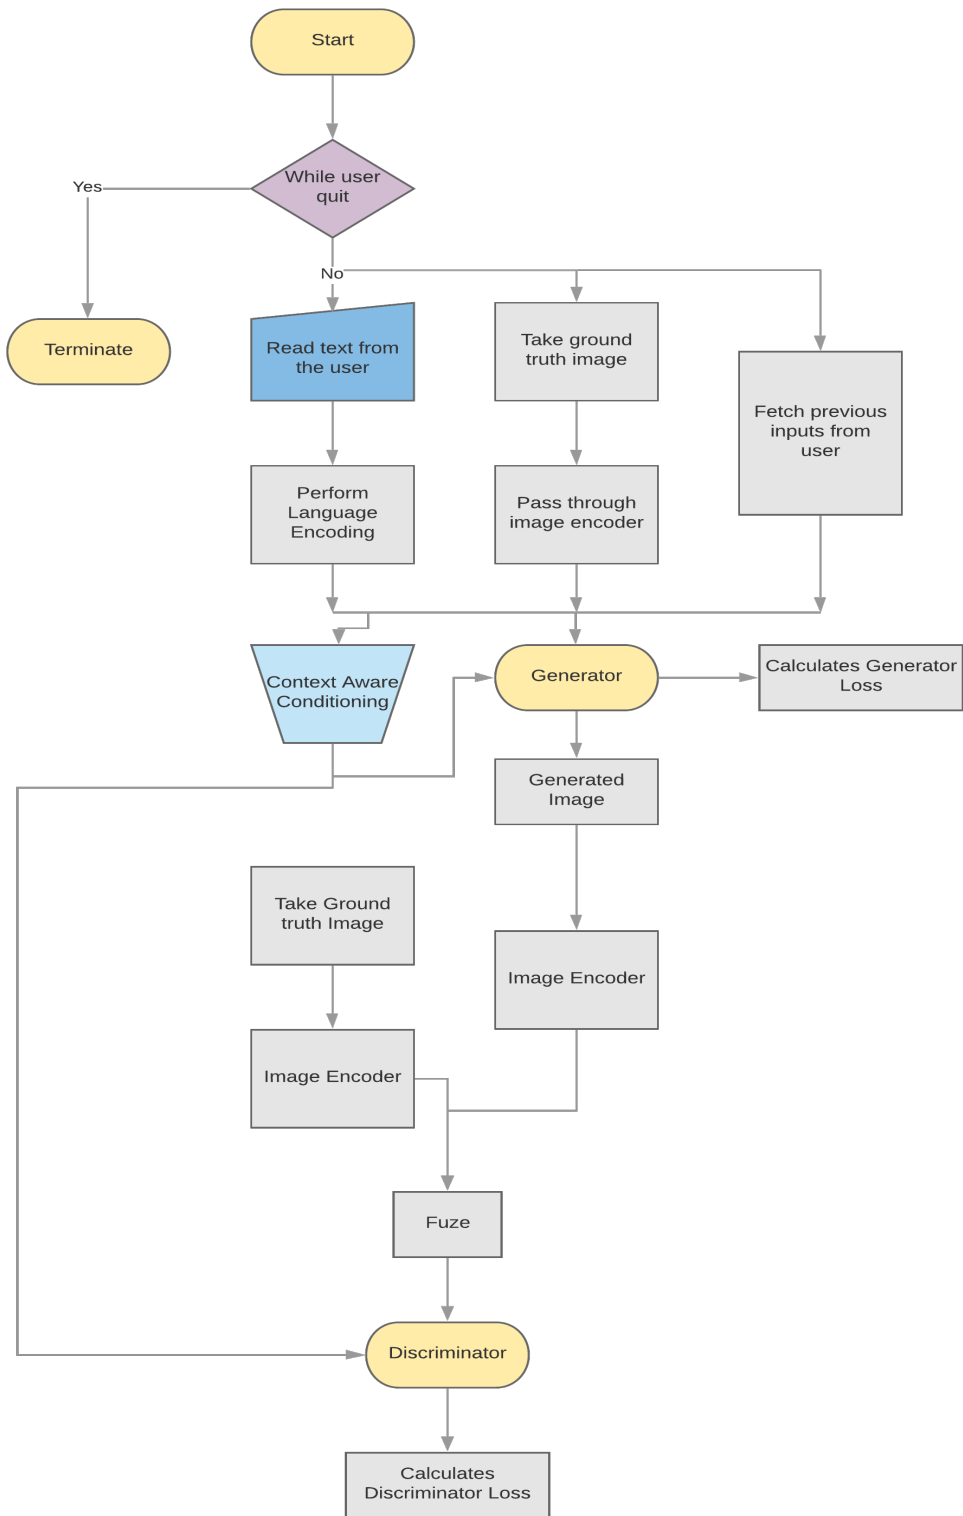 Start
While user
quit
Yes
No
Terminate
Read text from
the user
Take ground
truth image
Fetch previous
inputs from
user
Perform
Language
Encoding
Pass through
image encoder
Context Aware
Conditioning
Generator
Calculates Generator
Loss
Generated
Image
Take Ground
truth Image
Image Encoder
Image Encoder
Fuze
Discriminator
Calculates
Discriminator Loss